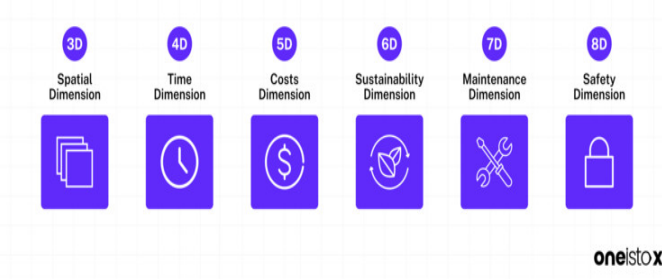 3D
4D
5D
6D
7D
8D
Spatial
Dimension
Time
Dimension
Costs
Dimension
Sustainability
Dimension
Maintenance
Dimension
Safety
Dimension
$
oneistox